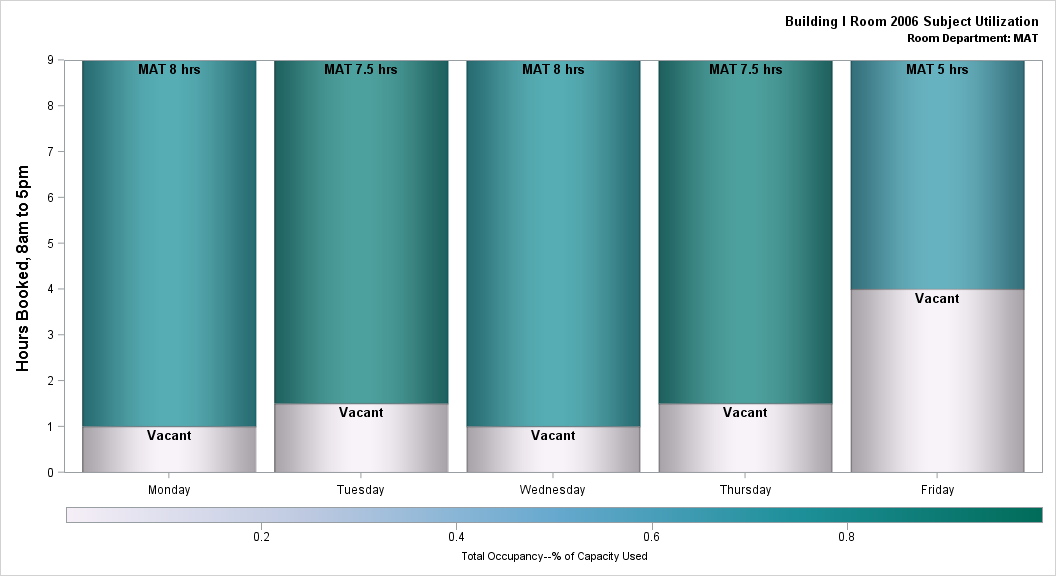 Building I Room 2006 Subject Utilization
Room Department: MAT
Hours Booked, 8am to 5pm
9
8
7
6
5
4
3
2
1
0
MAT 8 hrs
MAT 7.5 hrs
MAT 8 hrs
MAT 7.5 hrs
MAT 5 hrs
Vacant
Vacant
Vacant
Vacant
Vacant
Monday
Tuesday
Wednesday
Thursday
Friday
0.2
0.4
0.6
0.8
Total Occupancy--% of Capacity Used